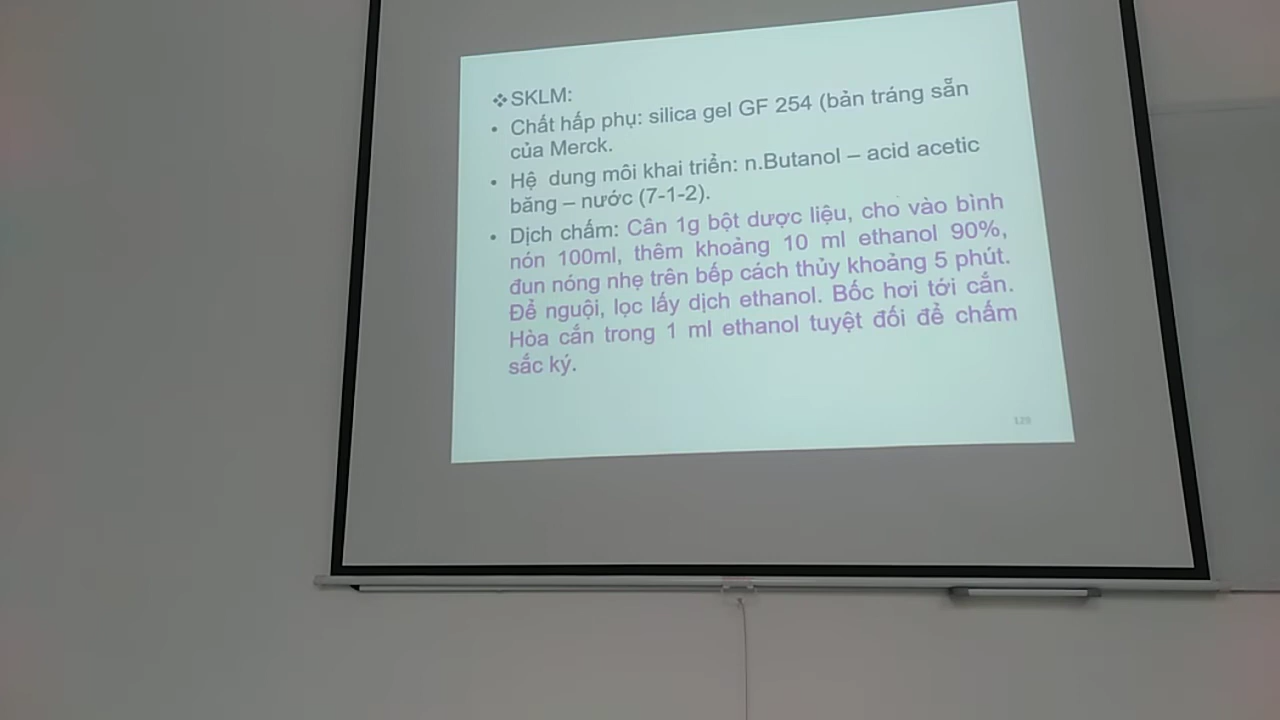 ❖SKLM:
• Chất hấp phụ: silica gel GF 254 (bản tráng sẵn
của Merck.
• Hệ dung môi khai triển: n.Butanol – acid acetic
băng – nước (7-1-2).
• Dịch chấm: Cân 1g bột dược liệu, cho vào bình
nón 100ml, thêm khoảng 10 ml ethanol 90%,
đun nóng nhẹ trên bếp cách thủy khoảng 5 phút.
Để nguội, lọc lấy dịch ethanol. Bốc hơi tới cắn.
Hòa cắn trong 1 ml ethanol tuyệt đối để chấm
sắc ký.